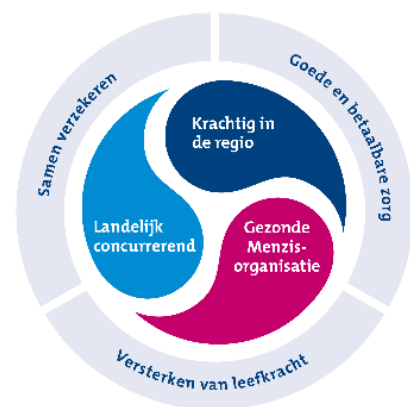 Samen verzekeren
Goede en betaalbare zorg
Krachtig in
de regio
Landelijk
concurrerend
Gezonde
Menzis-
organisatie
Versterken van leefkracht